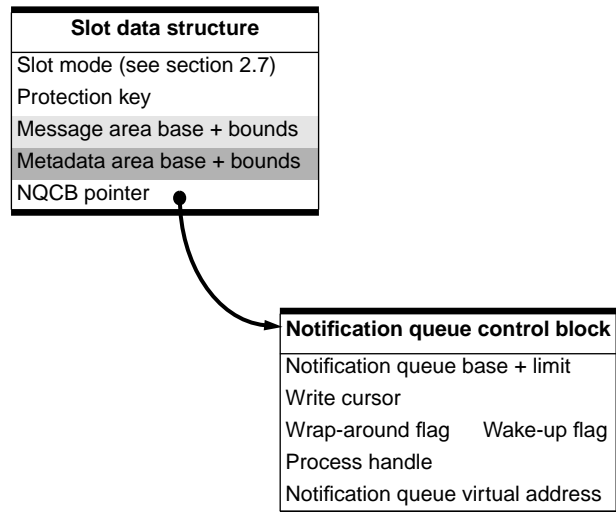 Slot data structure
Slot mode (see section 2.7)
Protection key
Message area base + bounds
Metadata area base + bounds
NQCB pointer
Notification queue control block
Notification queue base + limit
Write cursor
Wrap-around flag Wake-up flag
Process handle
Notification queue virtual address